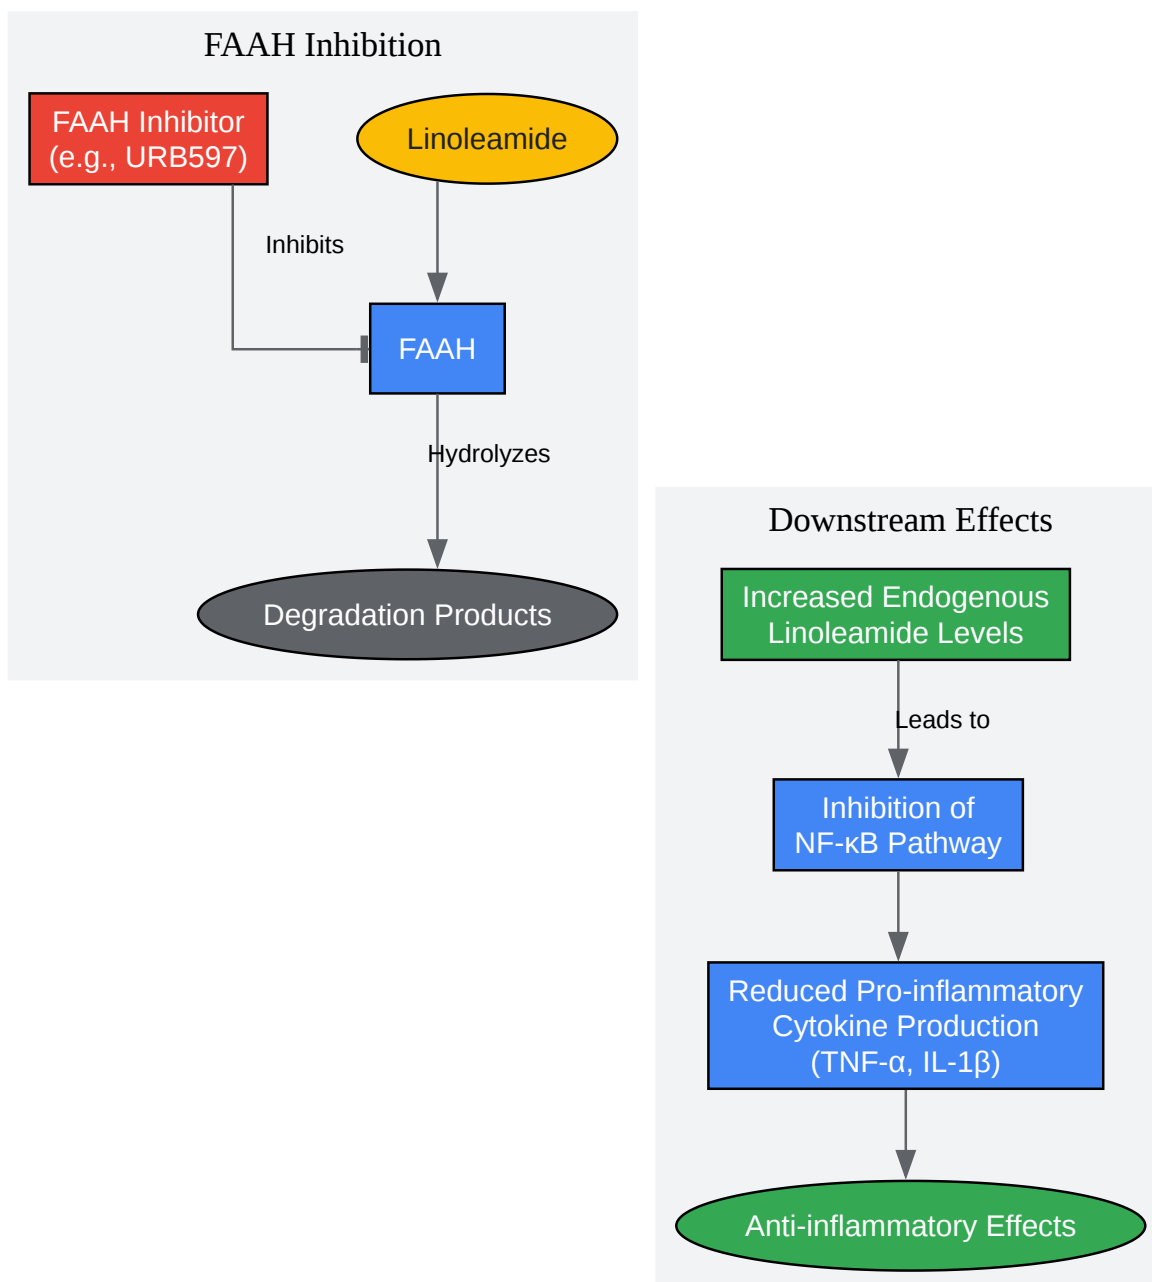 FAAH Inhibition
FAAH Inhibitor
(e.g., URB597)
Linoleamide
Inhibits
FAAH
Hydrolyzes
Degradation Products
Downstream Effects
Increased Endogenous
Linoleamide Levels
Leads to
Inhibition of
NF-κB Pathway
Reduced Pro-inflammatory
Cytokine Production
(TNF-α, IL-1β)
Anti-inflammatory Effects